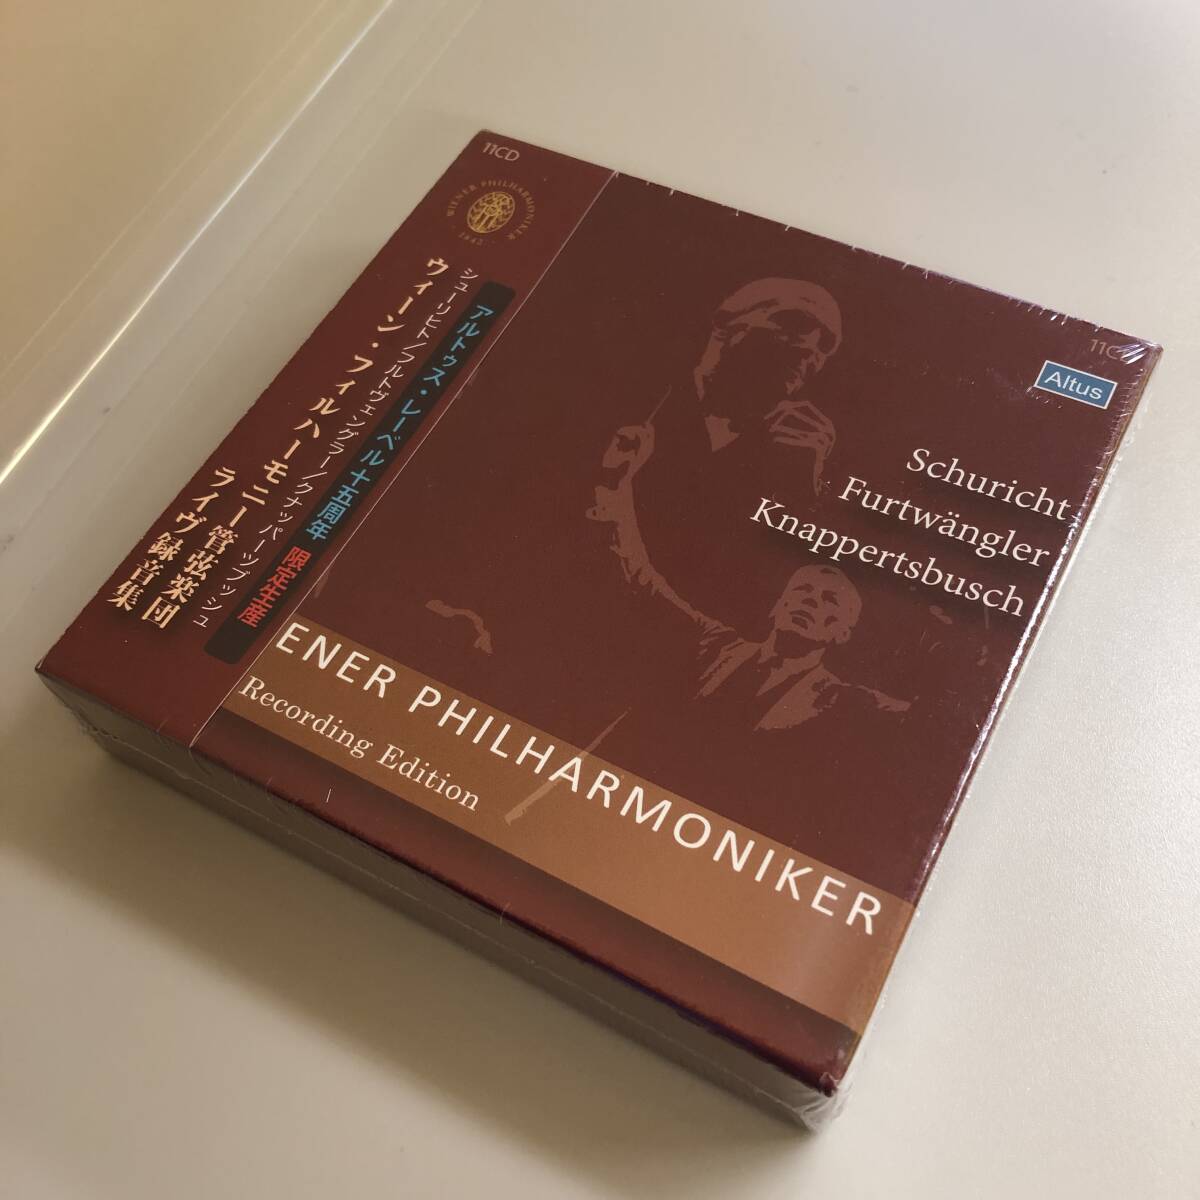 11CD
WIENER PHILHARMONIKER
1842
アルトゥス・レーベル十五周年 限定生産
シューリヒト/フルトヴェングラー/クナッパーツブッシュ
ウィーン・フィルハーモニー管弦楽団
ライヴ録音集
11C
Altus
Schuricht
Furtwängler
Knappertsbusch
ENER PHILHARMONIKER
Recording Edition